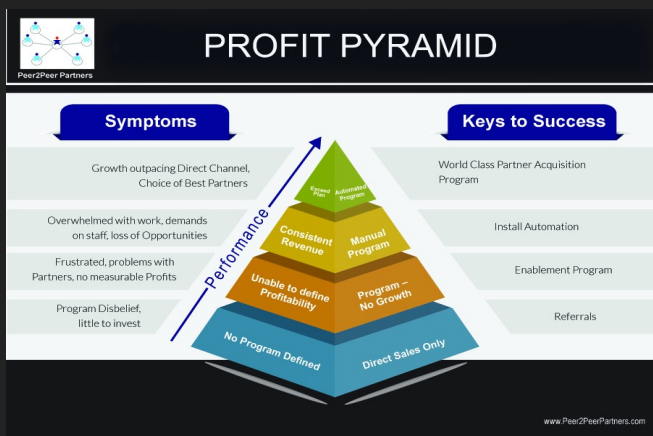 Peer2Peer Partners
PROFIT PYRAMID
Symptoms
Growth outpacing Direct Channel,
Choice of Best Partners
Overwhelmed with work, demands
on staff, loss of Opportunities
Frustrated, problems with
Partners, no measurable Profits
Program Disbelief,
little to invest
Performance
Exceed
Plan
Automated
Program
Consistent
Revenue
Manual
Program
Unable to define
Profitability
Program –
No Growth
No Program Defined
Direct Sales Only
Keys to Success
World Class Partner Acquisition
Program
Install Automation
Enablement Program
Referrals
www.Peer2PeerPartners.com